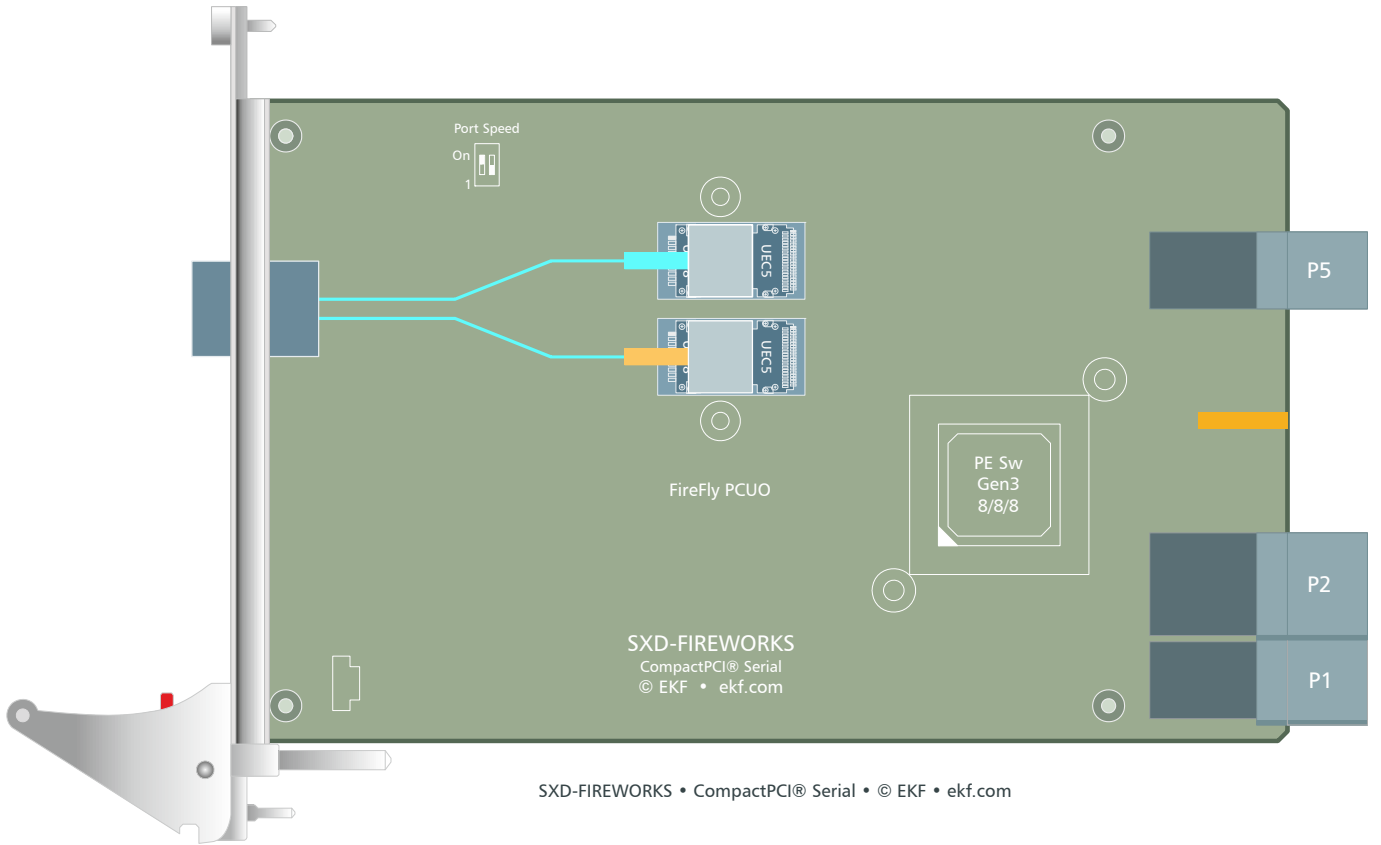 Port Speed
On
1
UEC5
P5
UEC5
PE Sw
Gen3
8/8/8
FireFly PCUO
P2
SXD-FIREWORKS
CompactPCI® Serial
© EKF • ekf.com
P1
SXD-FIREWORKS • CompactPCI® Serial • © EKF • ekf.com